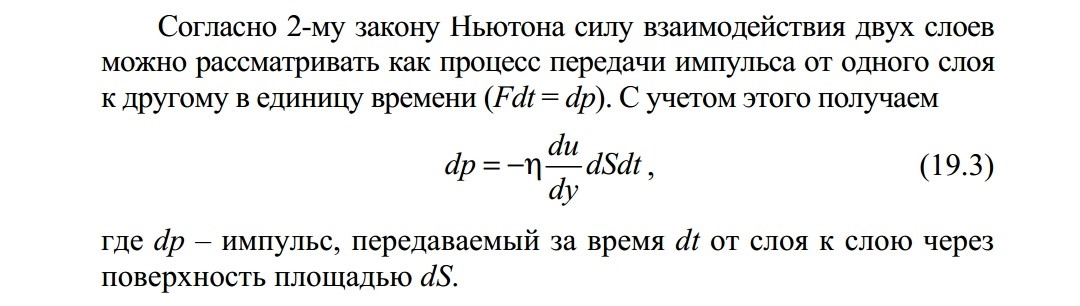 Согласно 2-му закону Ньютона силу взаимодействия двух слоев
можно рассматривать как процесс передачи импульса от одного слоя
к другому в единицу времени (Fdt = dp). С учетом этого получаем
dp = −η du/dy dSdt , (19.3)
где dp – импульс, передаваемый за время dt от слоя к слою через
поверхность площадью dS.